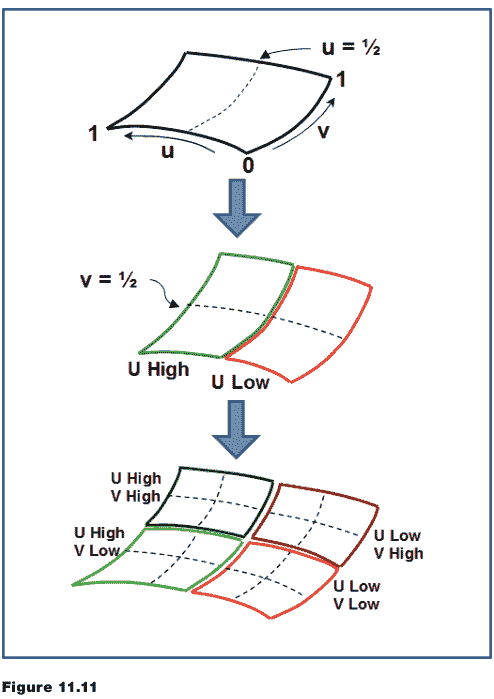 u = ½
1
1
v
u
0
v = ½
U High
U Low
U High
V High
U High
V Low
U Low
V High
U Low
V Low
Figure 11.11